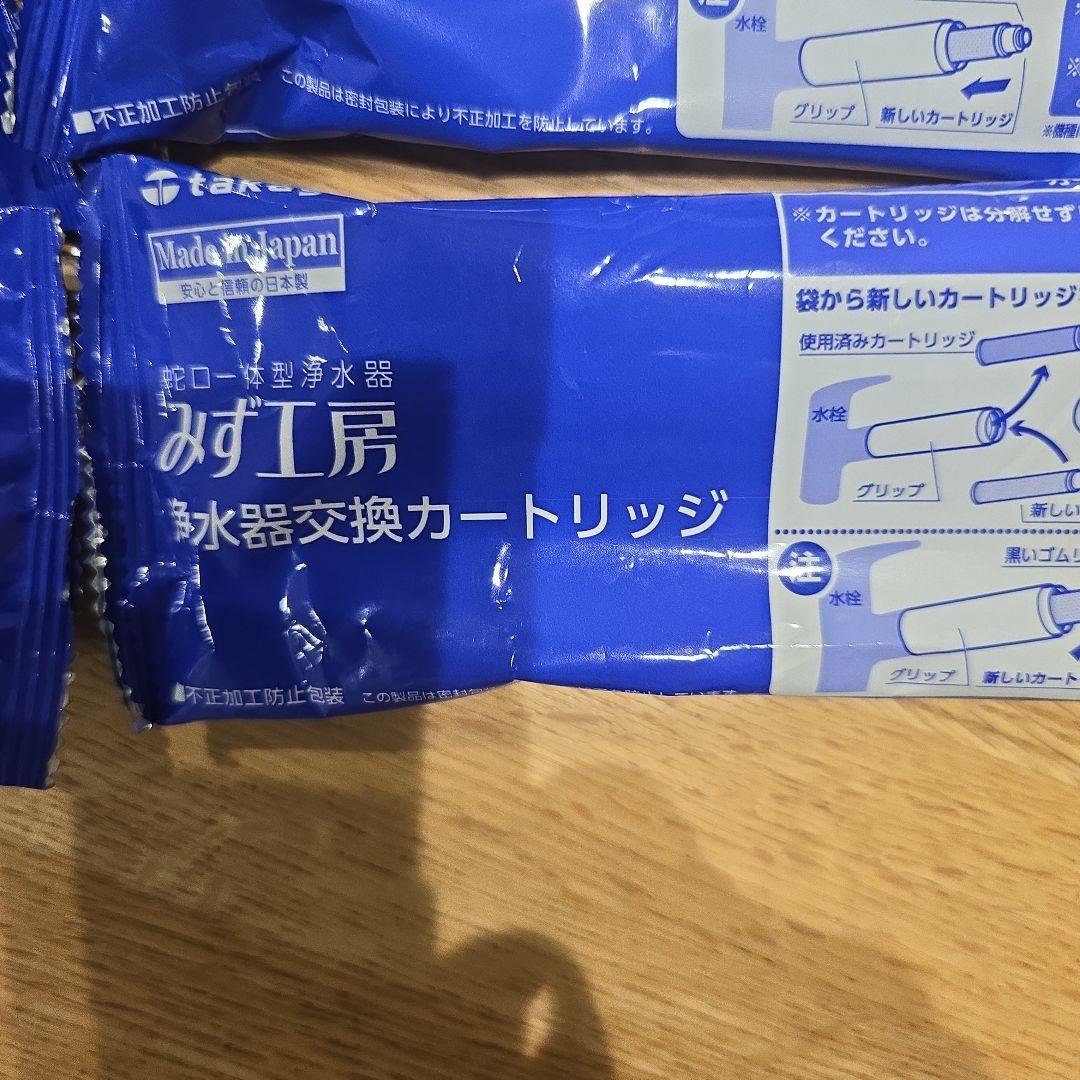 水栓
グリップ
新しいカートリッジ
■不正加工防止包装
この製品は密封包装により不正加工を防止しています。
※機種に
Made in Japan
安心と信頼の日本製
蛇口一体型浄水器
みず工房
浄水器交換カートリッジ
■不正加工防止包装
この製品は密封包
※カートリッジは分解せず
ください。
袋から新しいカートリッジ
使用済みカートリッジ
水栓
グリップ
新しい
注
黒いゴム
水栓
グリップ
新しいカート